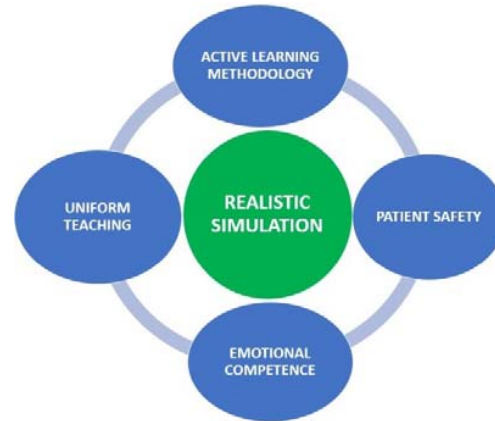 ACTIVE LEARNING
METHODOLOGY
UNIFORM
TEACHING
REALISTIC
SIMULATION
PATIENT SAFETY
EMOTIONAL
COMPETENCE